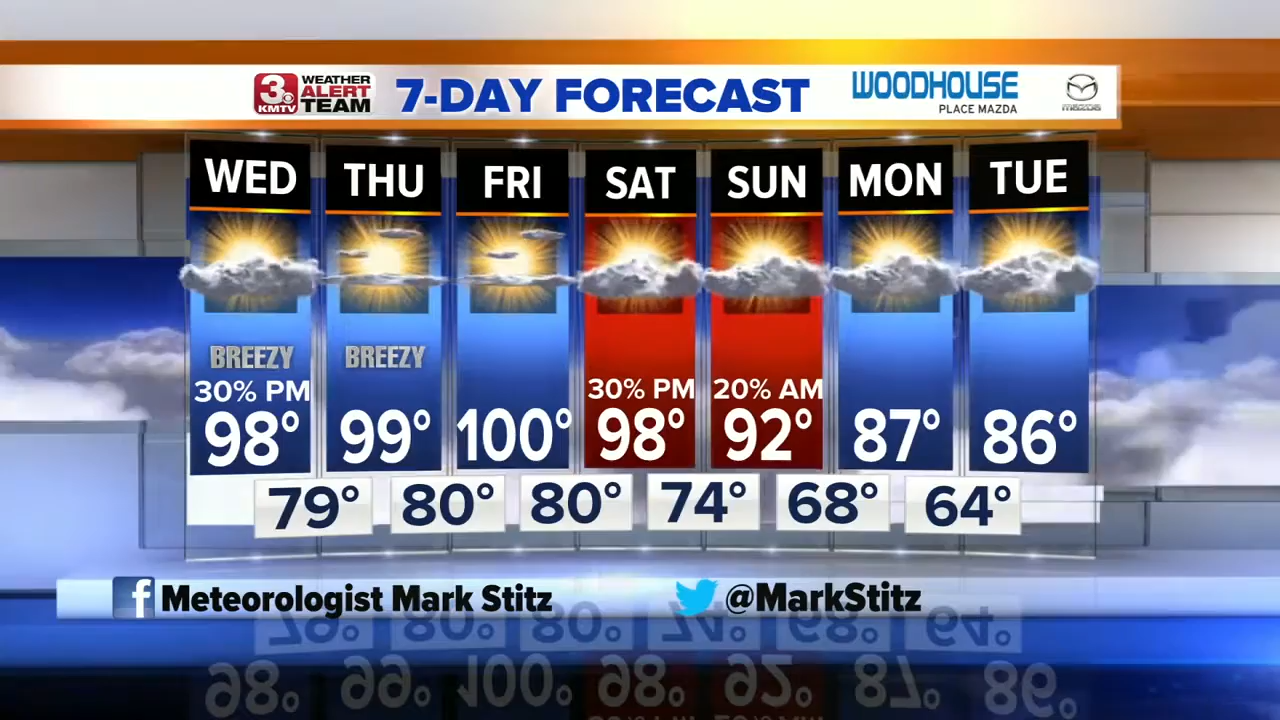 3 KMTV WEATHER ALERT TEAM
7-DAY FORECAST
WOODHOUSE
PLACE MAZDA
mazda
WED THU FRI SAT SUN MON TUE
BREEZY BREEZY
30% PM 30% PM 20% AM
98° 99° 100° 98° 92° 87° 86°
79° 80° 80° 74° 68° 64°
f Meteorologist Mark Stitz @MarkStitz